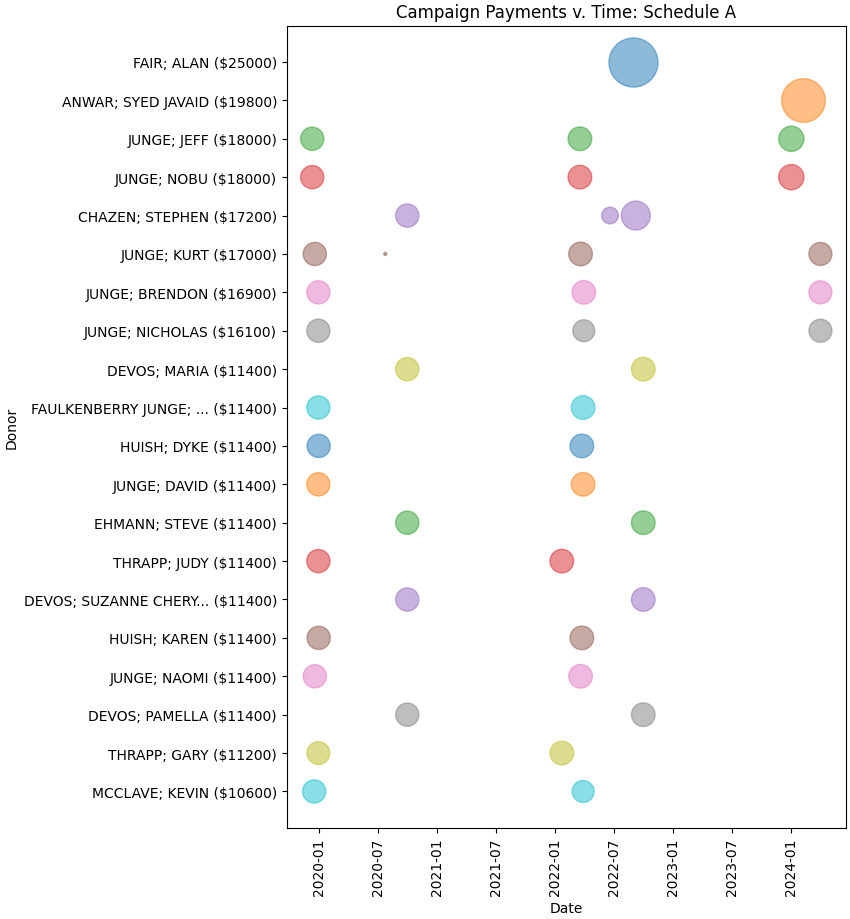 Campaign Payments v. Time: Schedule A
FAIR; ALAN ($25000)
ANWAR; SYED JAVAID ($19800)
JUNGE; JEFF ($18000)
JUNGE; NOBU ($18000)
CHAZEN; STEPHEN ($17200)
JUNGE; KURT ($17000)
JUNGE; BRENDON ($16900)
JUNGE; NICHOLAS ($16100)
DEVOS; MARIA ($11400)
FAULKENBERRY JUNGE; ... ($11400)
HUISH; DYKE ($11400)
JUNGE; DAVID ($11400)
EHMANN; STEVE ($11400)
THRAPP; JUDY ($11400)
DEVOS; SUZANNE CHERY... ($11400)
HUISH; KAREN ($11400)
JUNGE; NAOMI ($11400)
DEVOS; PAMELLA ($11400)
THRAPP; GARY ($11200)
MCCLAVE; KEVIN ($10600)
Donor
2020-01
2020-07
2021-01
2021-07
2022-01
2022-07
2023-01
2023-07
2024-01
Date